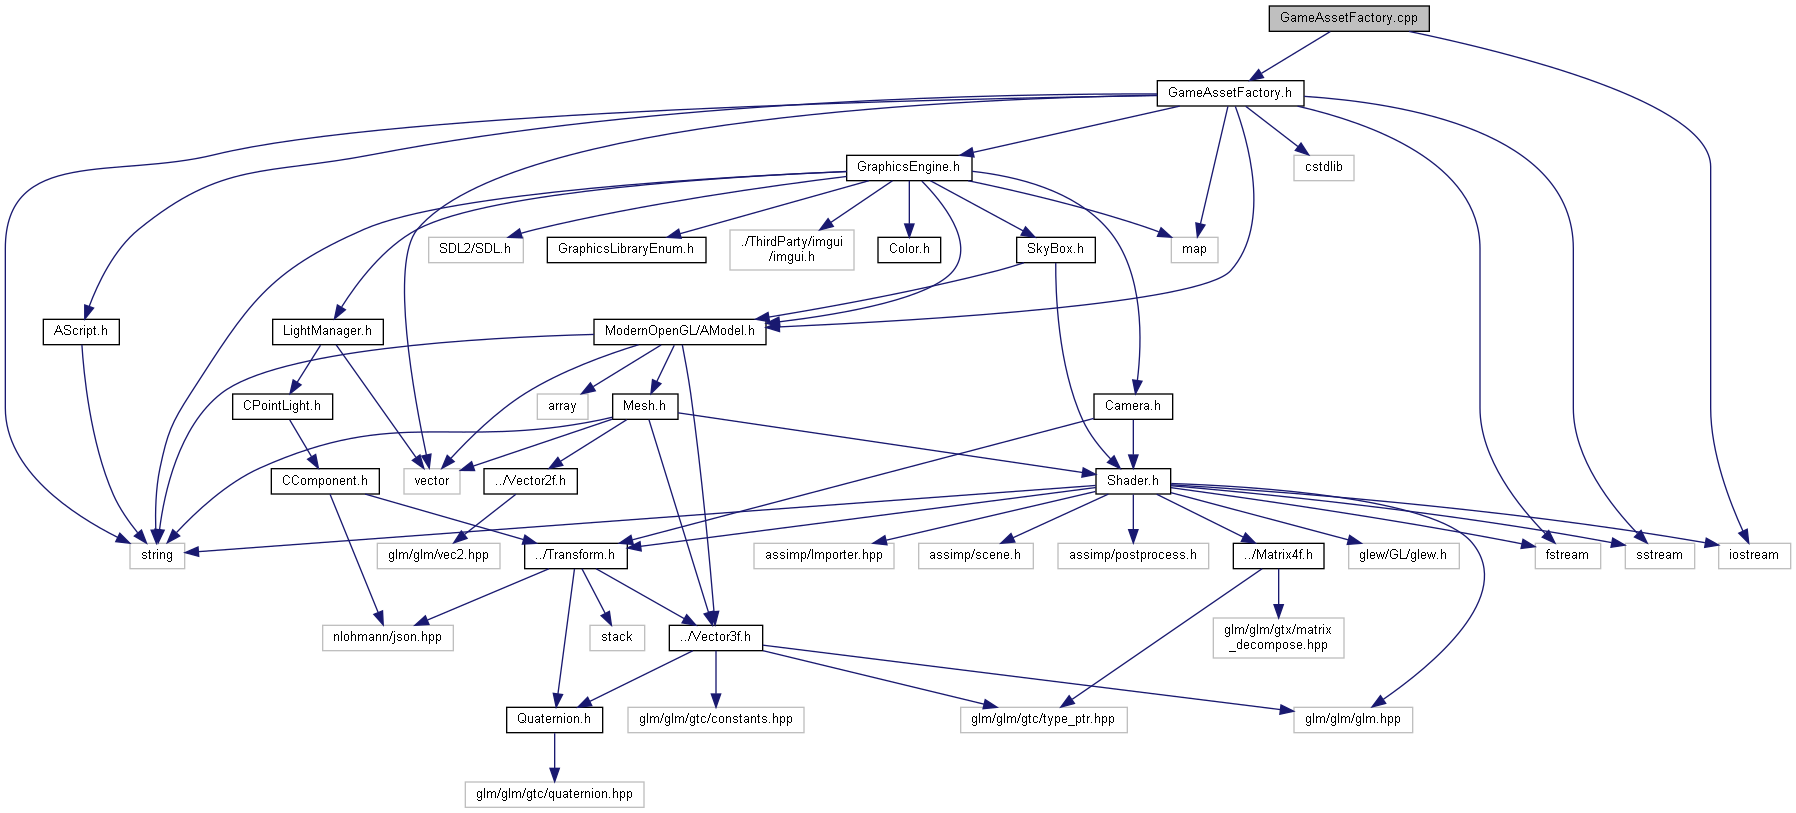 GameAssetFactory.cpp
GameAssetFactory.h
GraphicsEngine.h
cstdlib
SDL2/SDL.h
GraphicsLibraryEnum.h
./ThirdParty/imgui
/imgui.h
Color.h
SkyBox.h
map
AScript.h
LightManager.h
ModernOpenGL/AModel.h
CPointLight.h
array
Mesh.h
Camera.h
CComponent.h
vector
../Vector2f.h
Shader.h
string
glm/glm/vec2.hpp
../Transform.h
assimp/Importer.hpp
assimp/scene.h
assimp/postprocess.h
../Matrix4f.h
glew/GL/glew.h
fstream
sstream
iostream
nlohmann/json.hpp
stack
../Vector3f.h
glm/glm/gtx/matrix
_decompose.hpp
Quaternion.h
glm/glm/gtc/constants.hpp
glm/glm/gtc/type_ptr.hpp
glm/glm/glm.hpp
glm/glm/gtc/quaternion.hpp